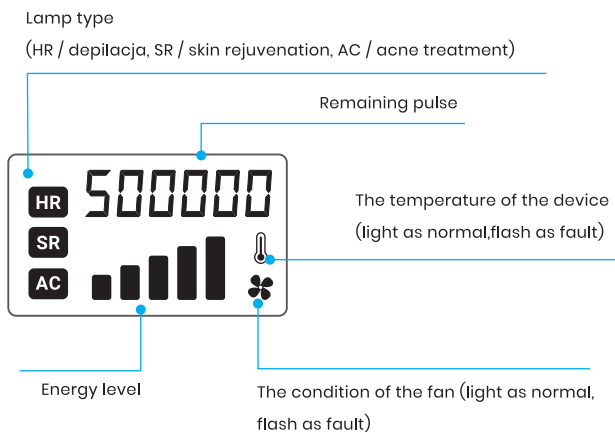 Lamp type
(HR / depilacja, SR / skin rejuvenation, AC / acne treatment)
Remaining pulse
HR
500000
SR
AC
The temperature of the device
(light as normal,flash as fault)
Energy level
The condition of the fan (light as normal,
flash as fault)